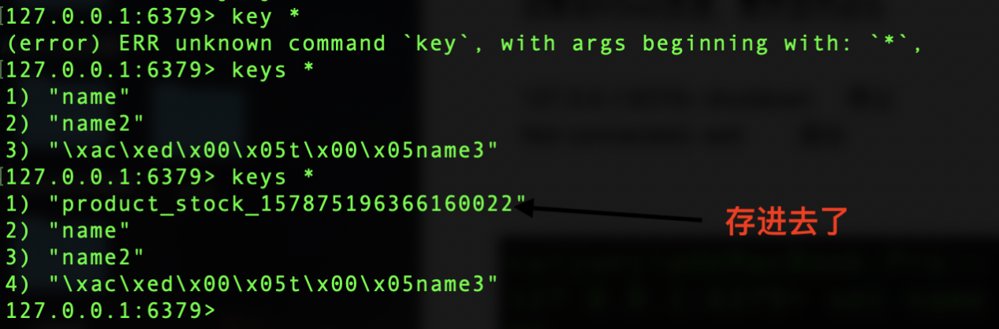 127.0.0.1:6379> key *
(error) ERR unknown command `key`, with args beginning with: `*`,
127.0.0.1:6379> keys *
1) "name"
2) "name2"
3) "\xac\xed\x00\x05t\x00\x05name3"
127.0.0.1:6379> keys *
1) "product_stock_157875196366160022"
存进去了
2) "name"
3) "name2"
4) "\xac\xed\x00\x05t\x00\x05name3"
127.0.0.1:6379>